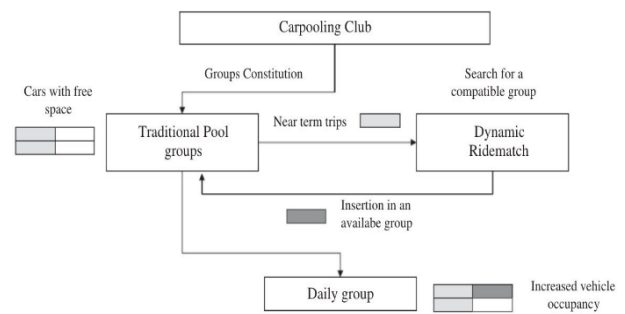 Carpooling Club
Groups Constitution
Search for a
compatible group
Cars with free
space
Traditional Pool
groups
Near term trips
Dynamic
Ridematch
Insertion in an
availabe group
Daily group
Increased vehicle
occupancy